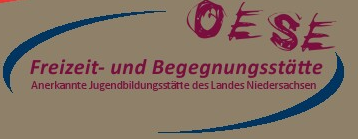 OESE
Freizeit- und Begegnungsstätte
Anerkannte Jugendbildungsstätte des Landes Niedersachsen